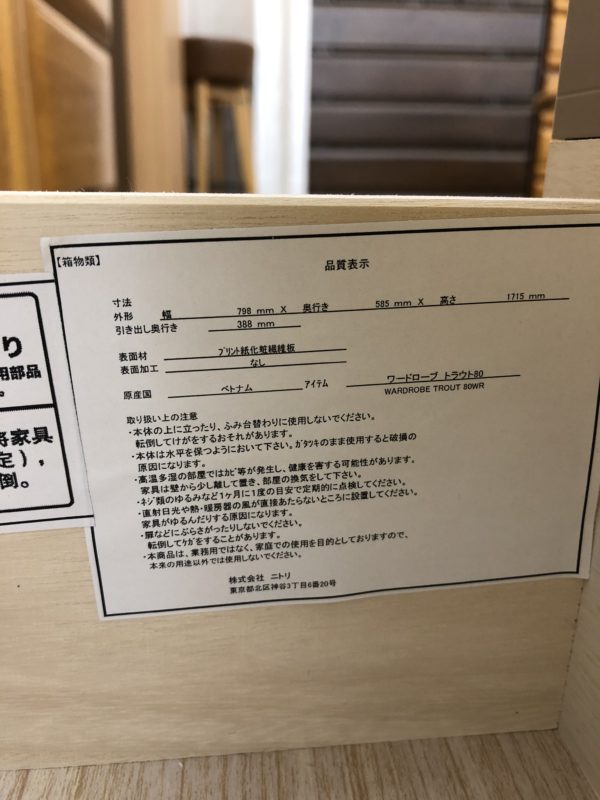 【箱物類】
品質表示
寸法
外形 幅 798 mm X 奥行き 585 mm X 高さ 1715 mm
引き出し奥行き 388 mm
表面材 プリント紙化粧繊維板
表面加工 なし
原産国 ベトナム アイテム ワードローブ トラウト80
WARDROBE TROUT 80WR
取り扱い上の注意
・本体の上に立ったり、ふみ台替わりに使用しないでください。
転倒してけがをするおそれがあります。
・本体は水平を保つようにおいて下さい。ガタツキのまま使用すると破損の
原因になります。
・高温多湿の部屋ではカビ等が発生し、健康を害する可能性があります。
家具は壁から少し離して置き、部屋の換気をして下さい。
・ネジ類のゆるみなど1ヶ月に1度の目安で定期的に点検してください。
・直射日光や熱・暖房器の風が直接あたらないところに設置してください。
家具がゆるんだりする原因になります。
・扉などにぶらさがったりしないでください。
転倒してケガをすることがあります。
・本商品は、業務用ではなく、家庭での使用を目的としておりますので、
本来の用途以外では使用しないでください。
株式会社 ニトリ
東京都北区神谷3丁目6番20号
り
用部品
。
将家具
定)，
倒。